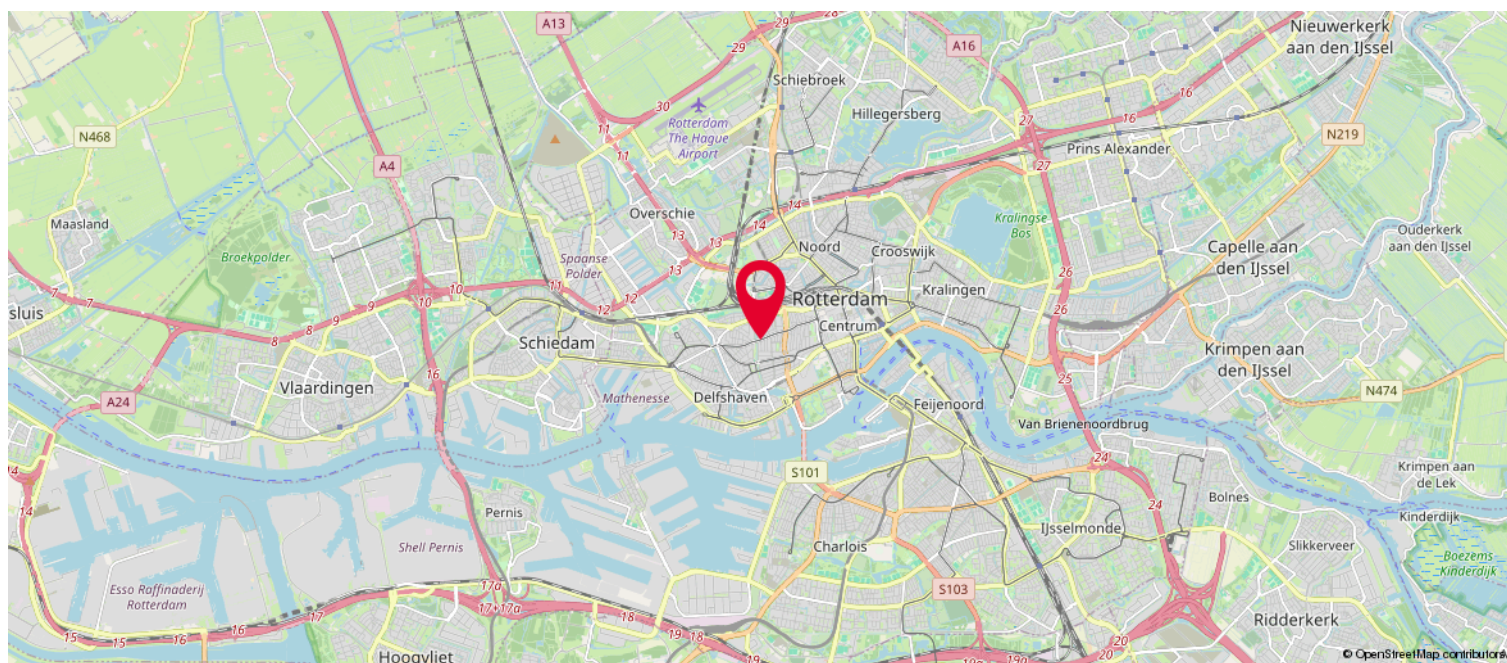 A13
28
29
A16
Nieuwerkerk
aan den IJssel
Schiebroek
29
16
30
Rotterdam
The Hague
Airport
Hillegersberg
27
16
N468
11
N219
11
A4
27
Prins Alexander
Maasland
Overschie
14
14
Kralingse
Bos
13
13
Noord
Crooswijk
Ouderkerk
aan den IJssel
Broekpolder
Spaanse
Polder
13
Capelle aan
den IJssel
26
7
7
10
10
11
12
12
Kralingen
9
9
Rotterdam
26
sluis
8
8
Centrum
Schiedam
Krimpen aan
den IJssel
16
25
Vlaardingen
N474
A24
Mathenesse
Delfshaven
Feijenoord
Van Brienenoordbrug
24
14
S101
Krimpen aan
de Lek
Bolnes
24
14
Pernis
Kinderdijk
IJsselmonde
Shell Pernis
Charlois
Slikkerveer
Boezems
Kinderdijk
Esso Raffinaderij
Rotterdam
17a
S103
17+17a
17
18
18
Ridderkerk
15
15
16
16
19
18
20
20
19a
Hoogvliet
© OpenStreetMap contributors